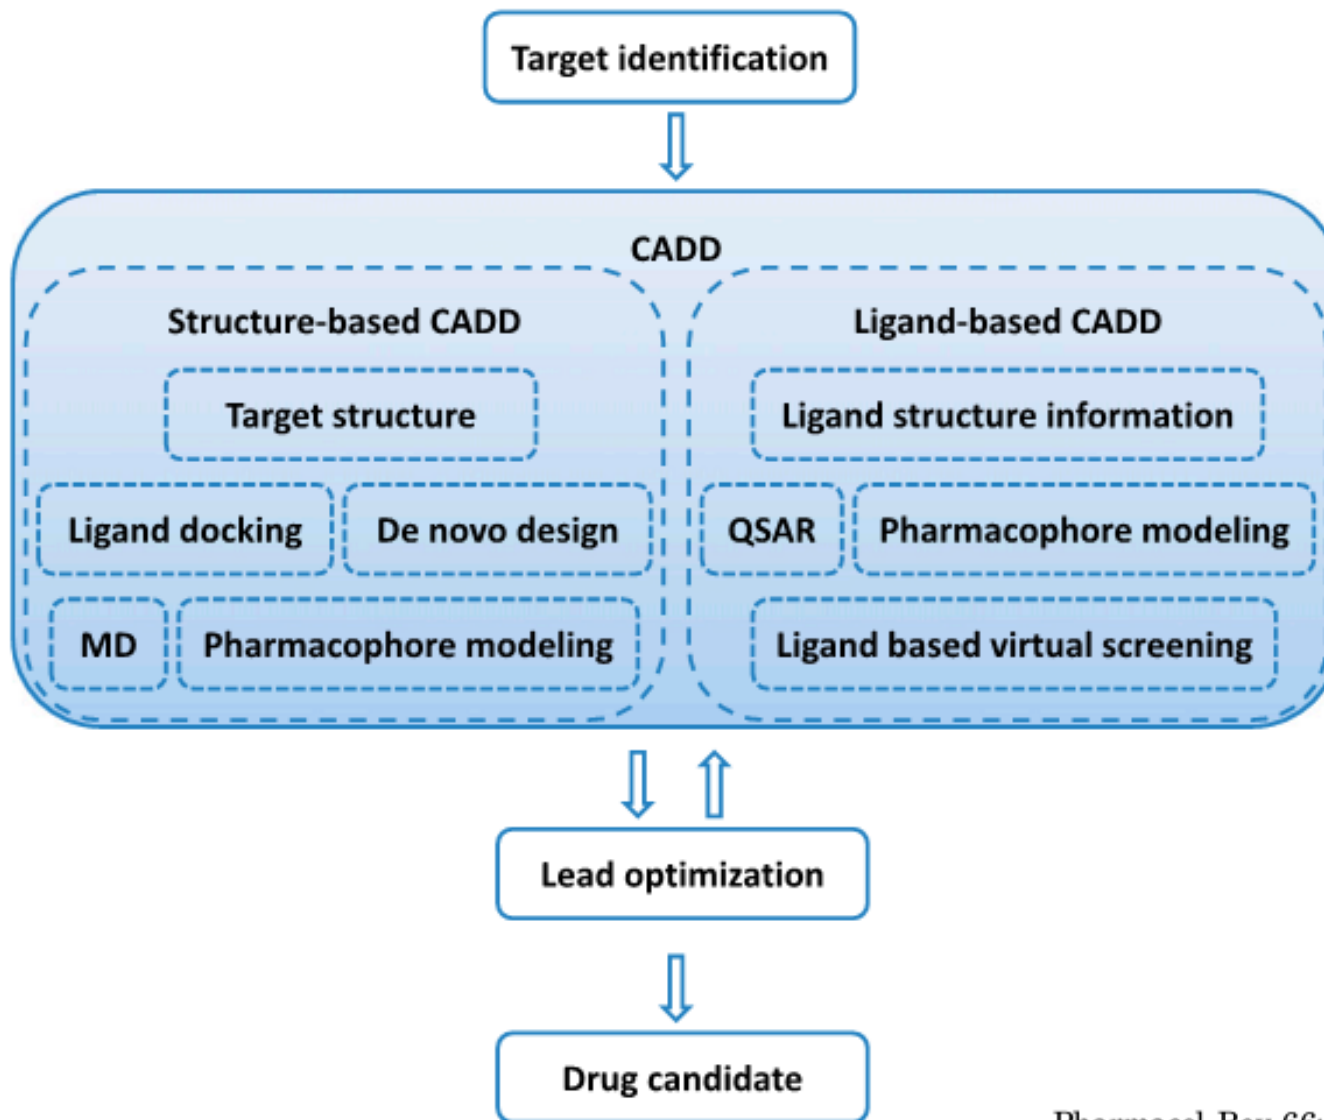 Target identification
CADD
Structure-based CADD
Target structure
Ligand docking
De novo design
MD
Pharmacophore modeling
Ligand-based CADD
Ligand structure information
QSAR
Pharmacophore modeling
Ligand based virtual screening
Lead optimization
Drug candidate